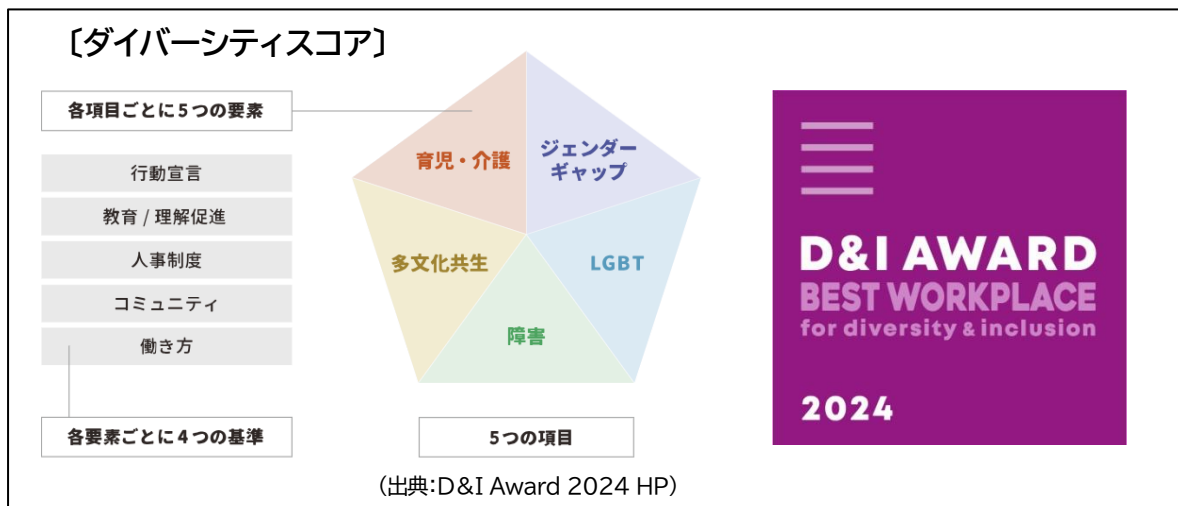 〔ダイバーシティスコア〕
各項目ごとに5つの要素
行動宣言
教育 / 理解促進
人事制度
コミュニティ
働き方
各要素ごとに4つの基準
育児・介護
ジェンダー
ギャップ
多文化共生
LGBT
障害
5つの項目
(出典:D&I Award 2024 HP)
D&I AWARD
BEST WORKPLACE
for diversity & inclusion
2024